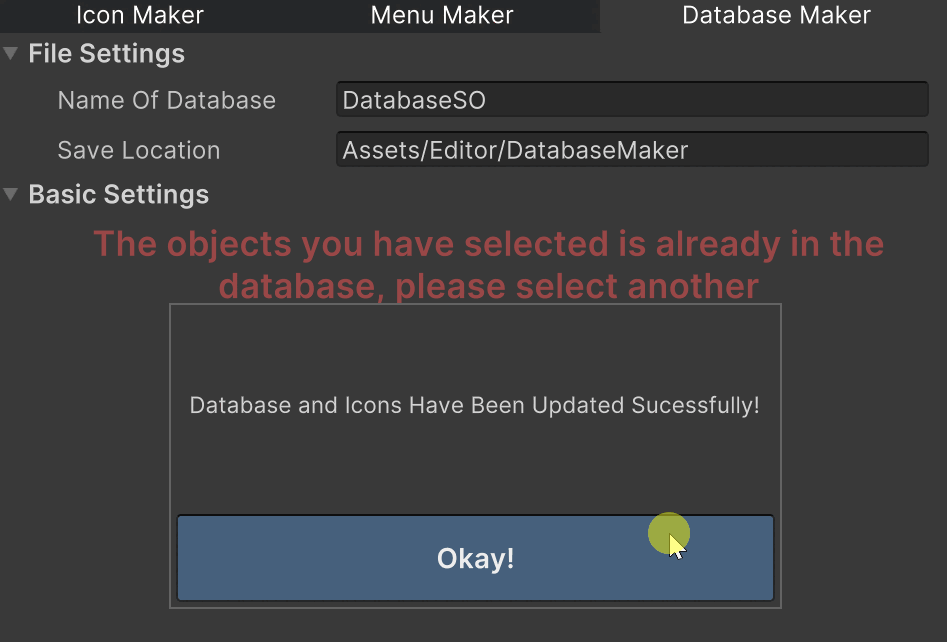 Icon Maker Menu Maker Database Maker
File Settings
Name Of Database DatabaseSO
Save Location Assets/Editor/DatabaseMaker
Basic Settings
The objects you have selected is already in the
database, please select another
Database and Icons Have Been Updated Sucessfully!
Okay!